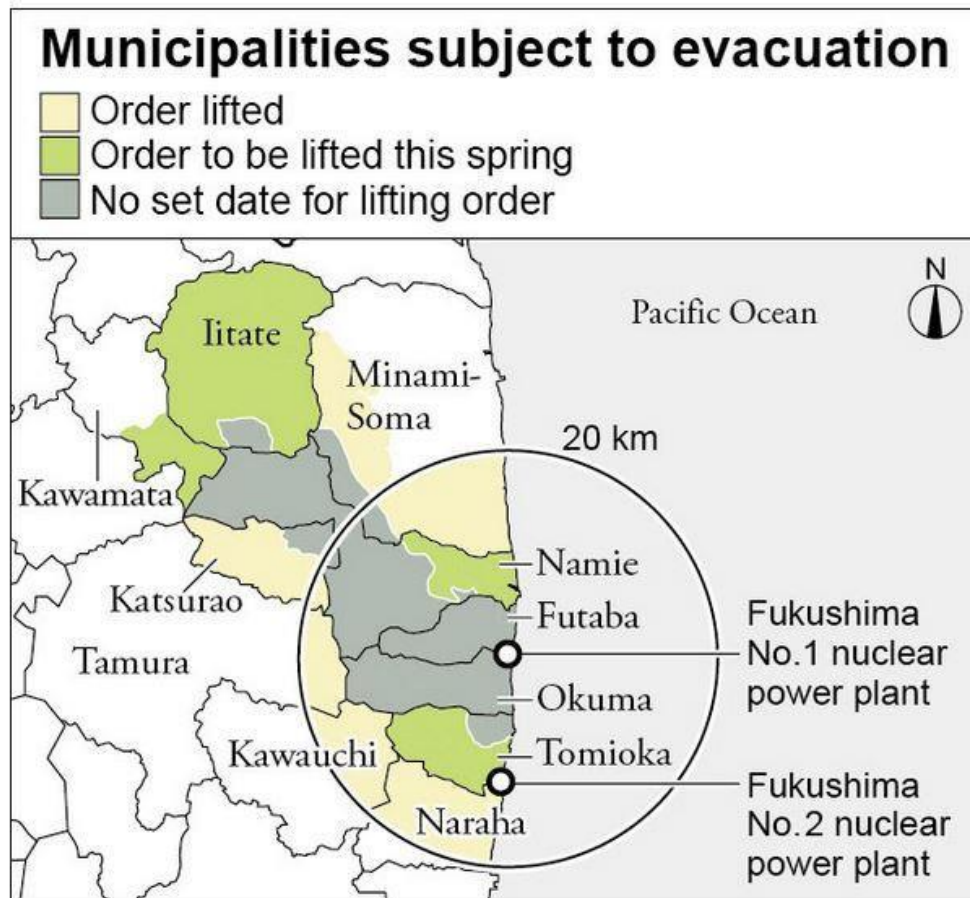 Municipalities subject to evacuation
Order lifted
Order to be lifted this spring
No set date for lifting order
N
Pacific Ocean
Iitate
Minami-
Soma
20 km
Kawamata
Namie
Katsurao
Futaba
Fukushima
No.1 nuclear
power plant
Tamura
Okuma
Kawauchi
Tomioka
Fukushima
No.2 nuclear
power plant
Naraha